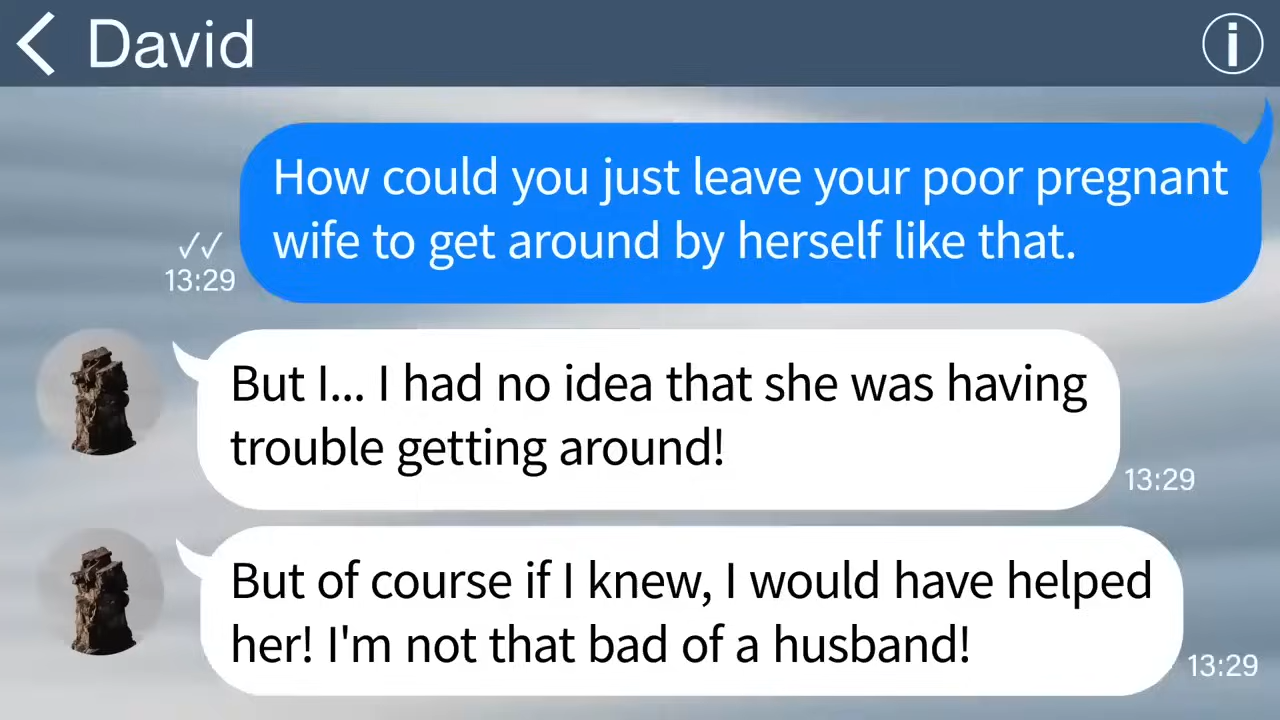 David
i
How could you just leave your poor pregnant
wife to get around by herself like that.
13:29
But I... I had no idea that she was having
trouble getting around!
13:29
But of course if I knew, I would have helped
her! I'm not that bad of a husband!
13:29